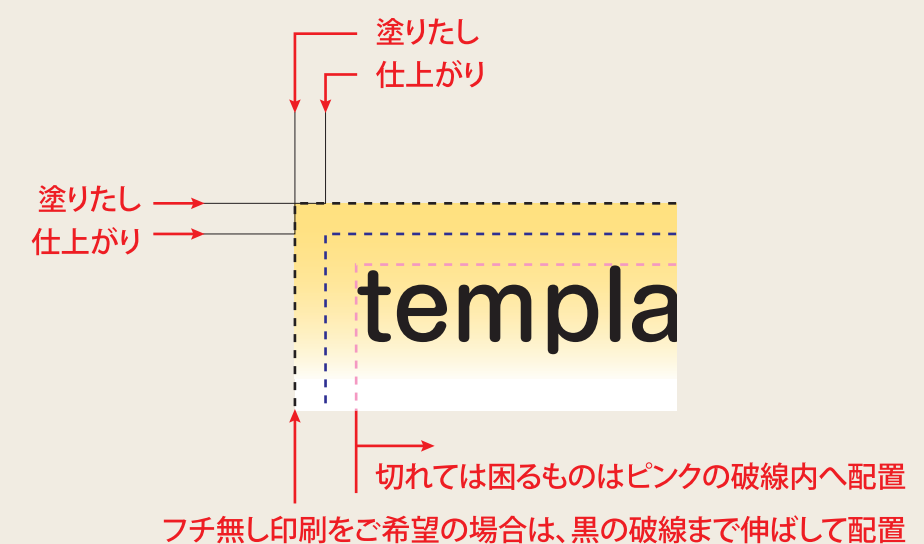 塗りたし
仕上がり
塗りたし
仕上がり
templa
切れては困るものはピンクの破線内へ配置
フチ無し印刷をご希望の場合は、黒の破線まで伸ばして配置